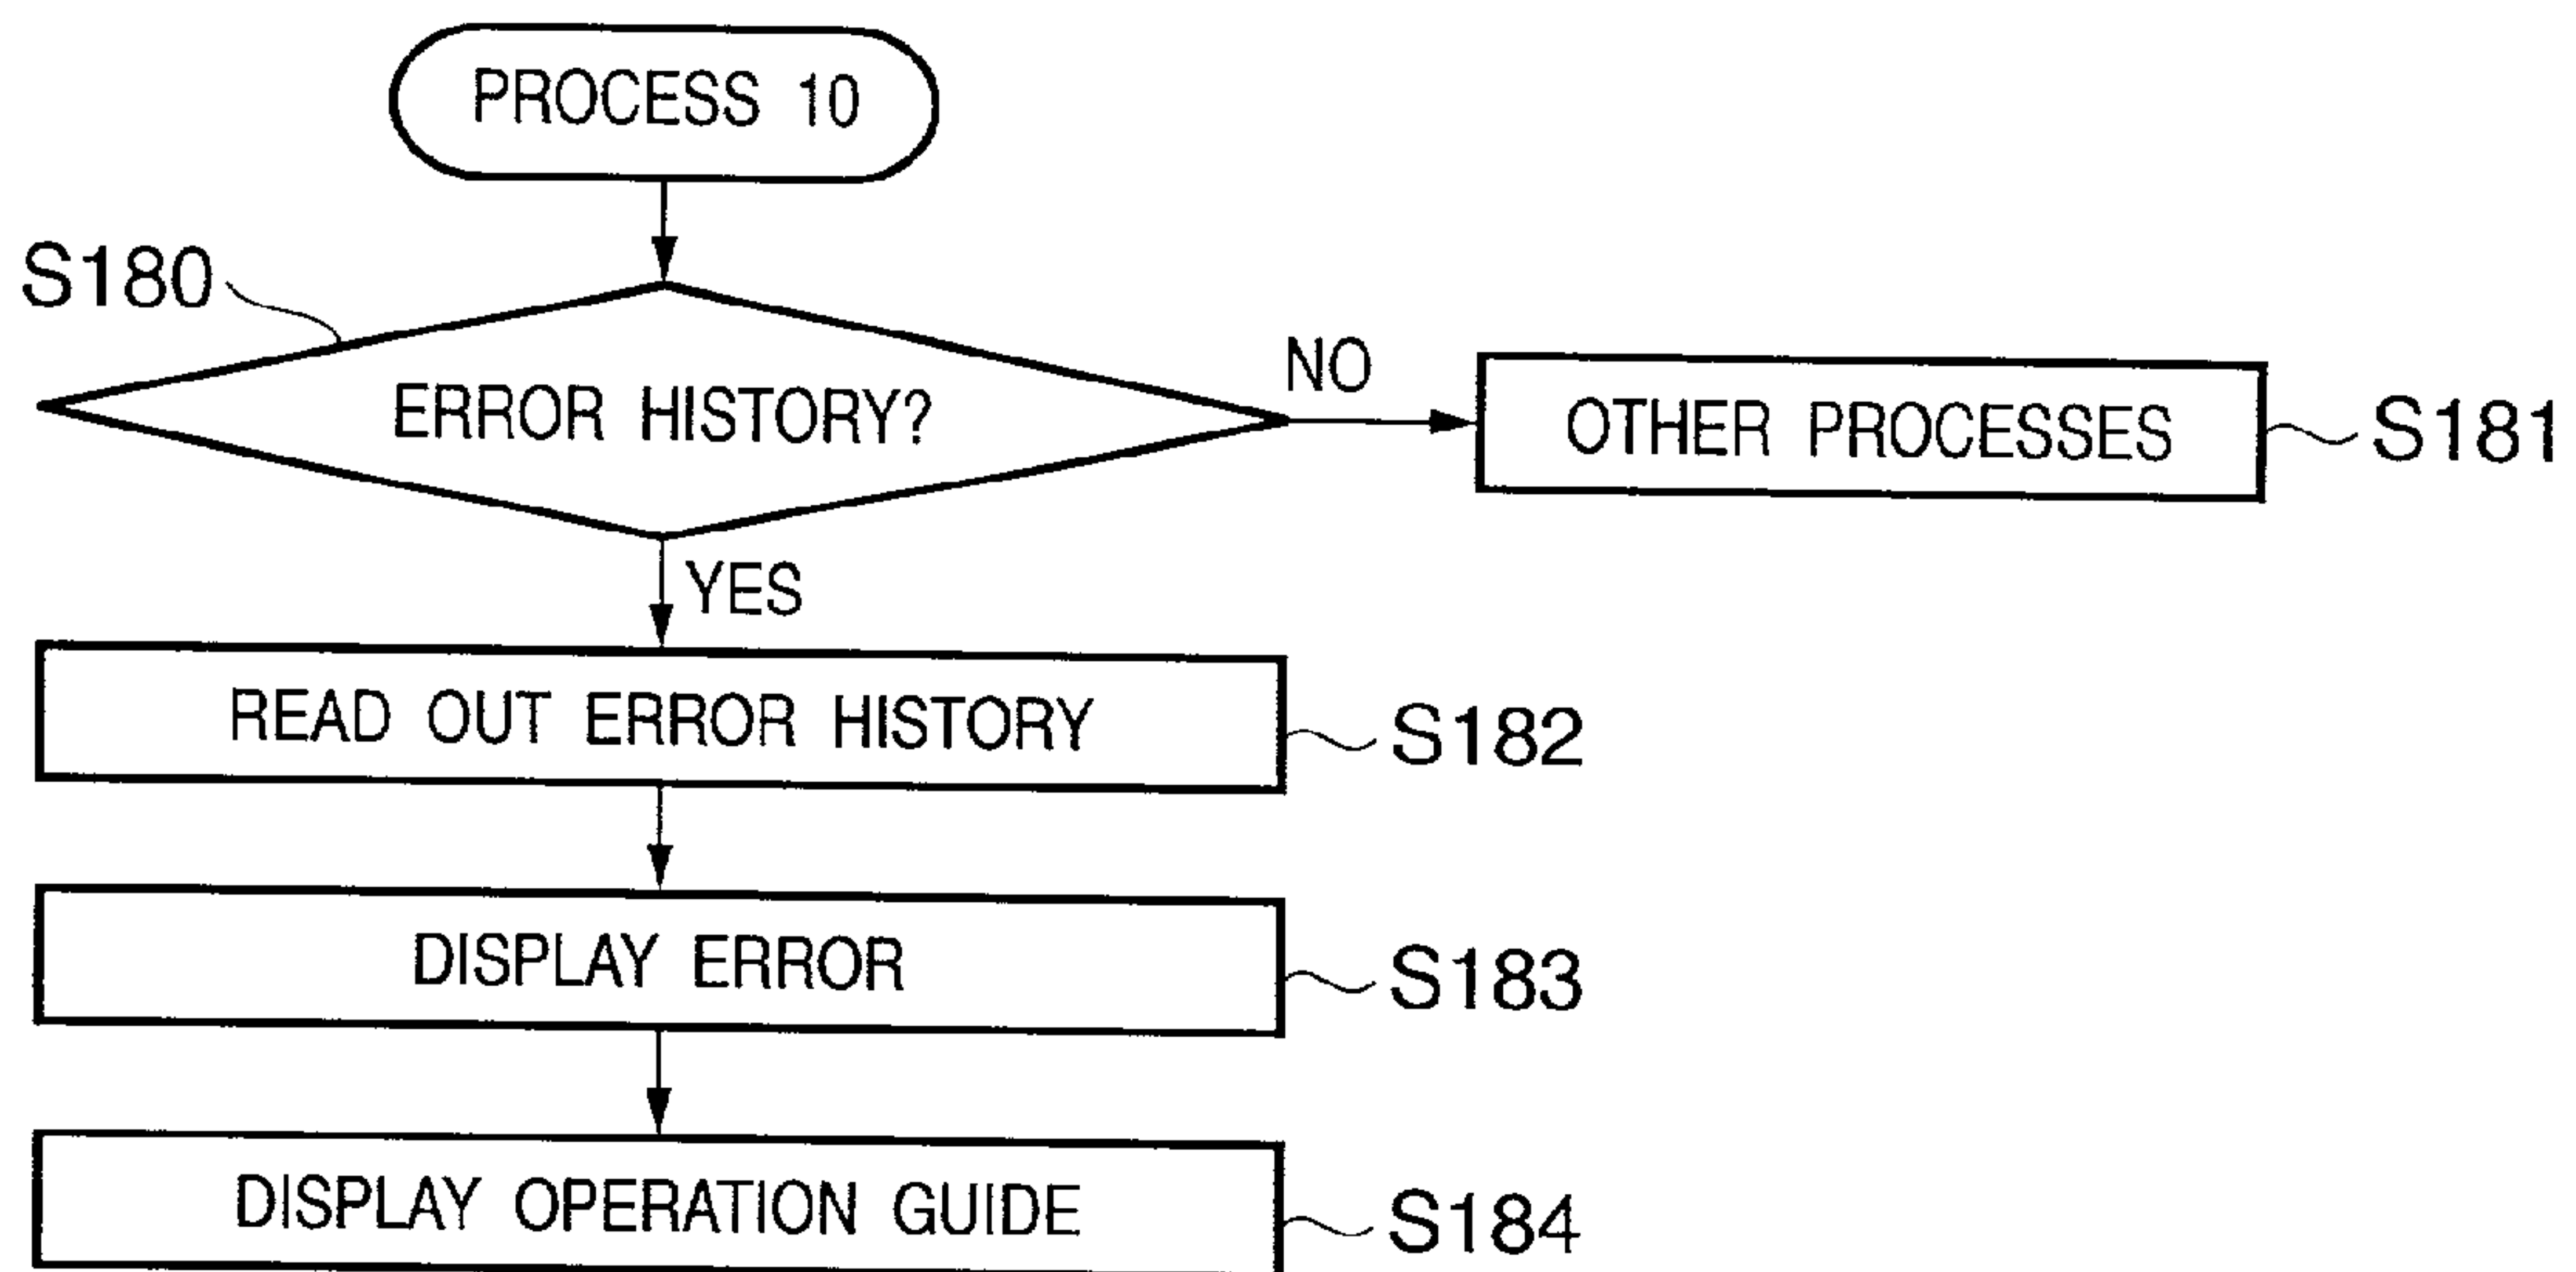 PROCESS 10
S180
ERROR HISTORY?
NO
OTHER PROCESSES
S181
YES
READ OUT ERROR HISTORY
S182
DISPLAY ERROR
S183
DISPLAY OPERATION GUIDE
S184